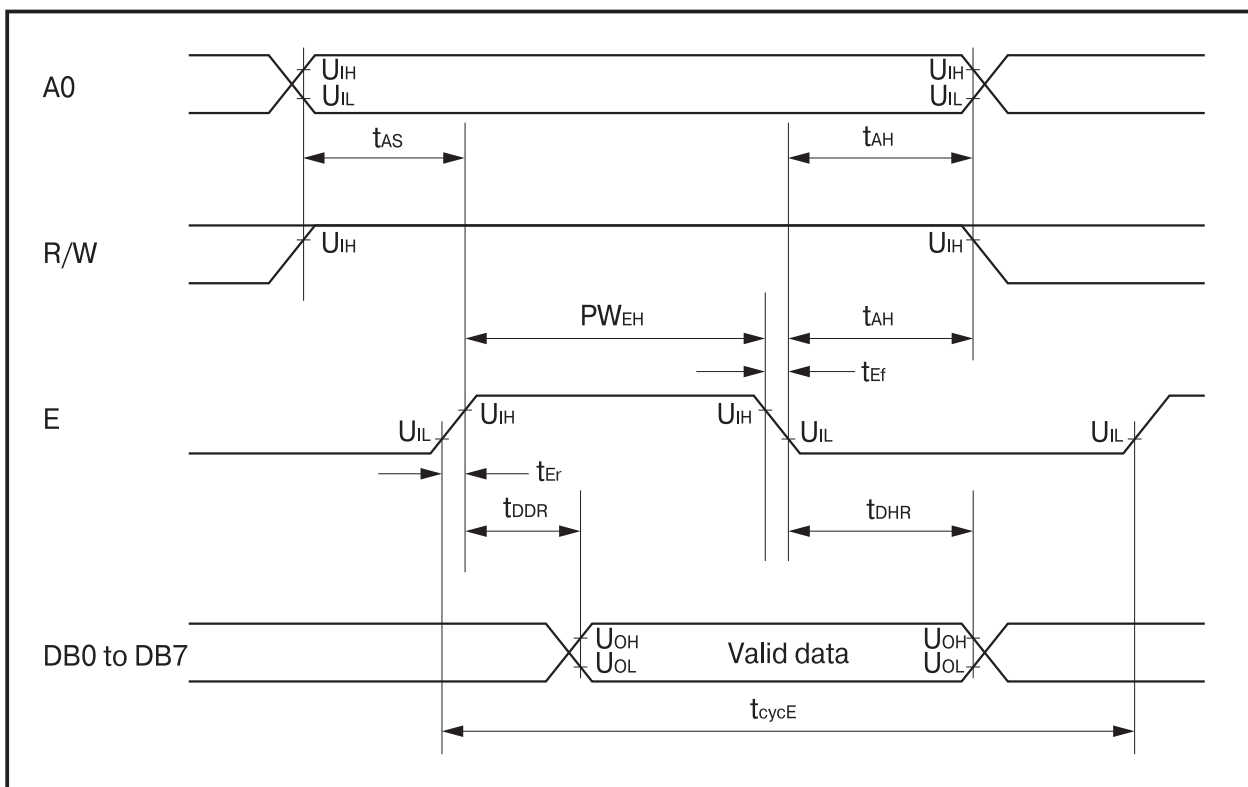 A0
UIH
UIH
UIL
UIL
tAS
tAH
R/W
UIH
UIH
PWEH
tAH
tEf
E
UIH
UIH
UIL
UIL
UIL
tEr
tDDR
tDHR
DB0 to DB7
UOH
Valid data
UOH
UOL
UOL
tcycE